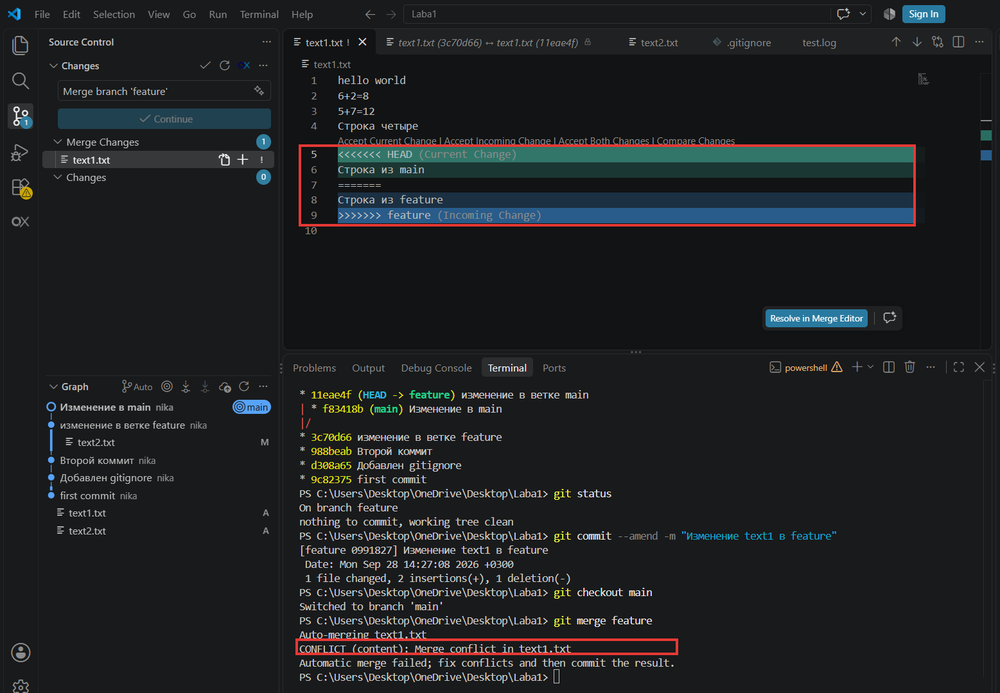 File Edit Selection View Go Run Terminal Help
Laba1
Sign In
Source Control
Changes
Merge branch 'feature'
Continue
Merge Changes 1
text1.txt !
Changes 0
text1.txt !
text1.txt (3c70d66) ↔ text1.txt (11eae4f)
text2.txt
.gitignore
test.log
text1.txt
1 hello world
2 6+2=8
3 5+7=12
4 Строка четыре
Accept Current Change | Accept Incoming Change | Accept Both Changes | Compare Changes
5 <<<<<<< HEAD (Current Change)
6 Строка из main
7 =======
8 Строка из feature
9 >>>>>>> feature (Incoming Change)
10
Resolve in Merge Editor
Graph Auto
Изменение в main nika main
изменение в ветке feature nika
text2.txt M
Второй коммит nika
Добавлен gitignore nika
first commit nika
text1.txt A
text2.txt A
Problems Output Debug Console Terminal Ports
powershell
* 11eae4f (HEAD -> feature) изменение в ветке main
| * f83418b (main) Изменение в main
|/
* 3c70d66 изменение в ветке feature
* 988beab Второй коммит
* d308a65 Добавлен gitignore
* 9c82375 first commit
PS C:\Users\Desktop\OneDrive\Desktop\Laba1> git status
On branch feature
nothing to commit, working tree clean
PS C:\Users\Desktop\OneDrive\Desktop\Laba1> git commit --amend -m "Изменение text1 в feature"
[feature 0991827] Изменение text1 в feature
Date: Mon Sep 28 14:27:08 2026 +0300
1 file changed, 2 insertions(+), 1 deletion(-)
PS C:\Users\Desktop\OneDrive\Desktop\Laba1> git checkout main
Switched to branch 'main'
PS C:\Users\Desktop\OneDrive\Desktop\Laba1> git merge feature
Auto-merging text1.txt
CONFLICT (content): Merge conflict in text1.txt
Automatic merge failed; fix conflicts and then commit the result.
PS C:\Users\Desktop\OneDrive\Desktop\Laba1>